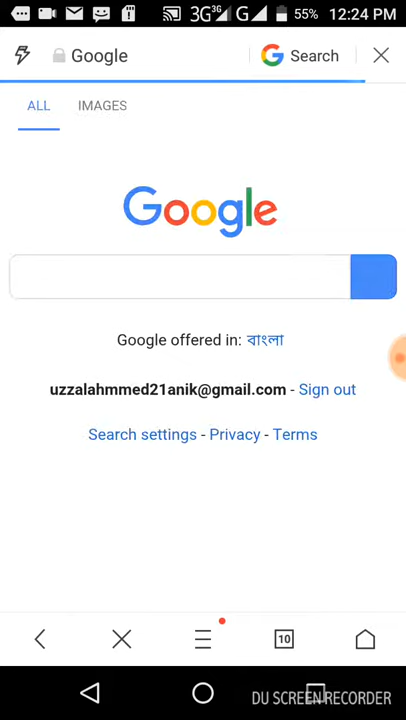 3G 3G G 55% 12:24 PM
Google Search
ALL IMAGES
Google
Google offered in: বাংলা
uzzalahmmed21anik@gmail.com - Sign out
Search settings - Privacy - Terms
10
DU SCREEN RECORDER